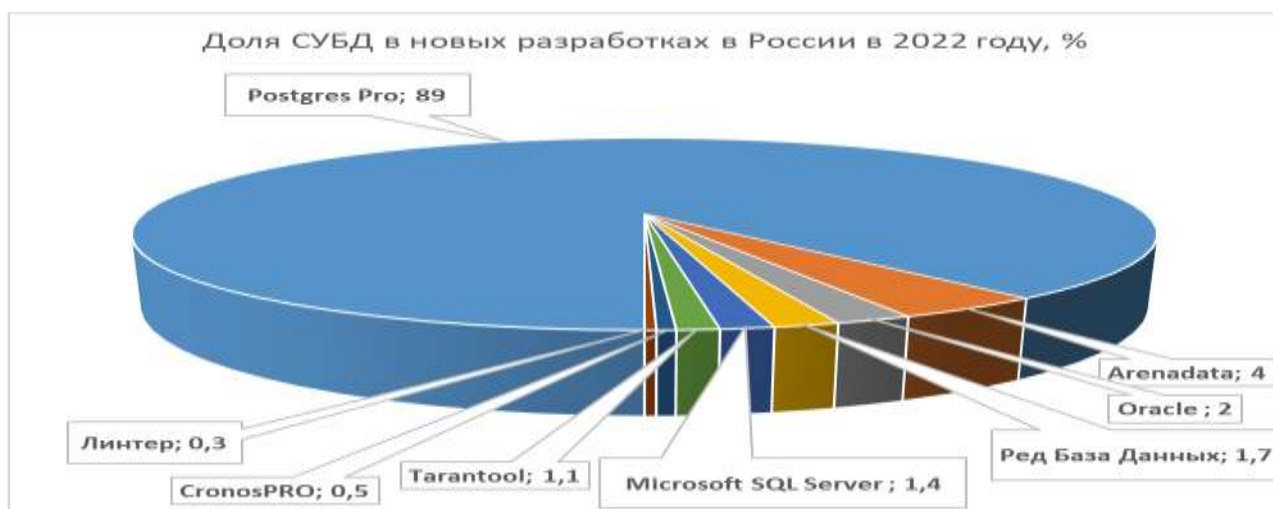 Доля СУБД в новых разработках в России в 2022 году, %
Postgres Pro; 89
Arenadata; 4
Oracle ; 2
Ред База Данных; 1,7
Microsoft SQL Server ; 1,4
Tarantool; 1,1
CronosPRO; 0,5
Линтер; 0,3